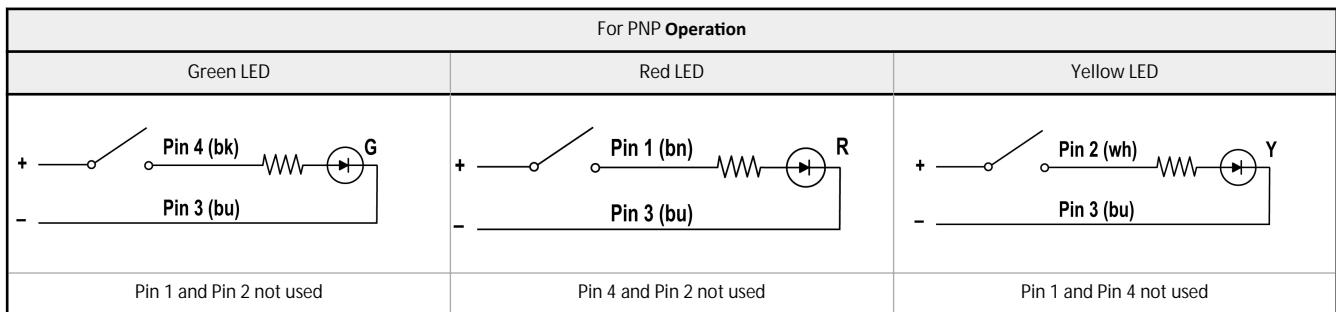 For PNP Operation
Green LED
Red LED
Yellow LED
+ Pin 4 (bk) G
– Pin 3 (bu)
+ Pin 1 (bn) R
– Pin 3 (bu)
+ Pin 2 (wh) Y
– Pin 3 (bu)
Pin 1 and Pin 2 not used
Pin 4 and Pin 2 not used
Pin 1 and Pin 4 not used